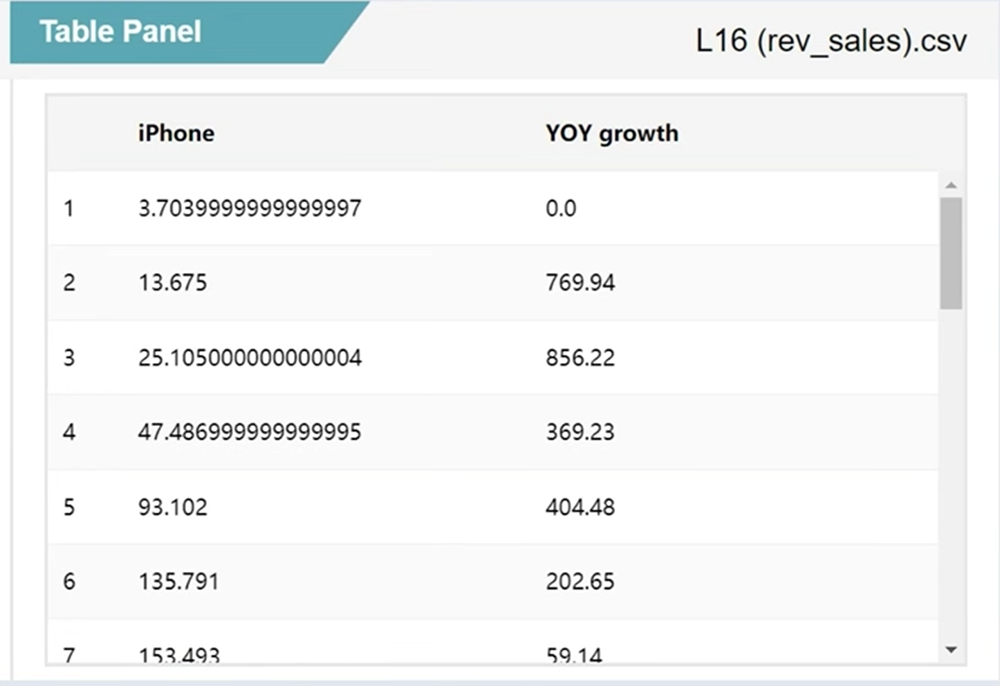 Table Panel
L16 (rev_sales).csv
iPhone YOY growth
1 3.7039999999999997 0.0
2 13.675 769.94
3 25.105000000000004 856.22
4 47.486999999999995 369.23
5 93.102 404.48
6 135.791 202.65
7 153.493 59.14